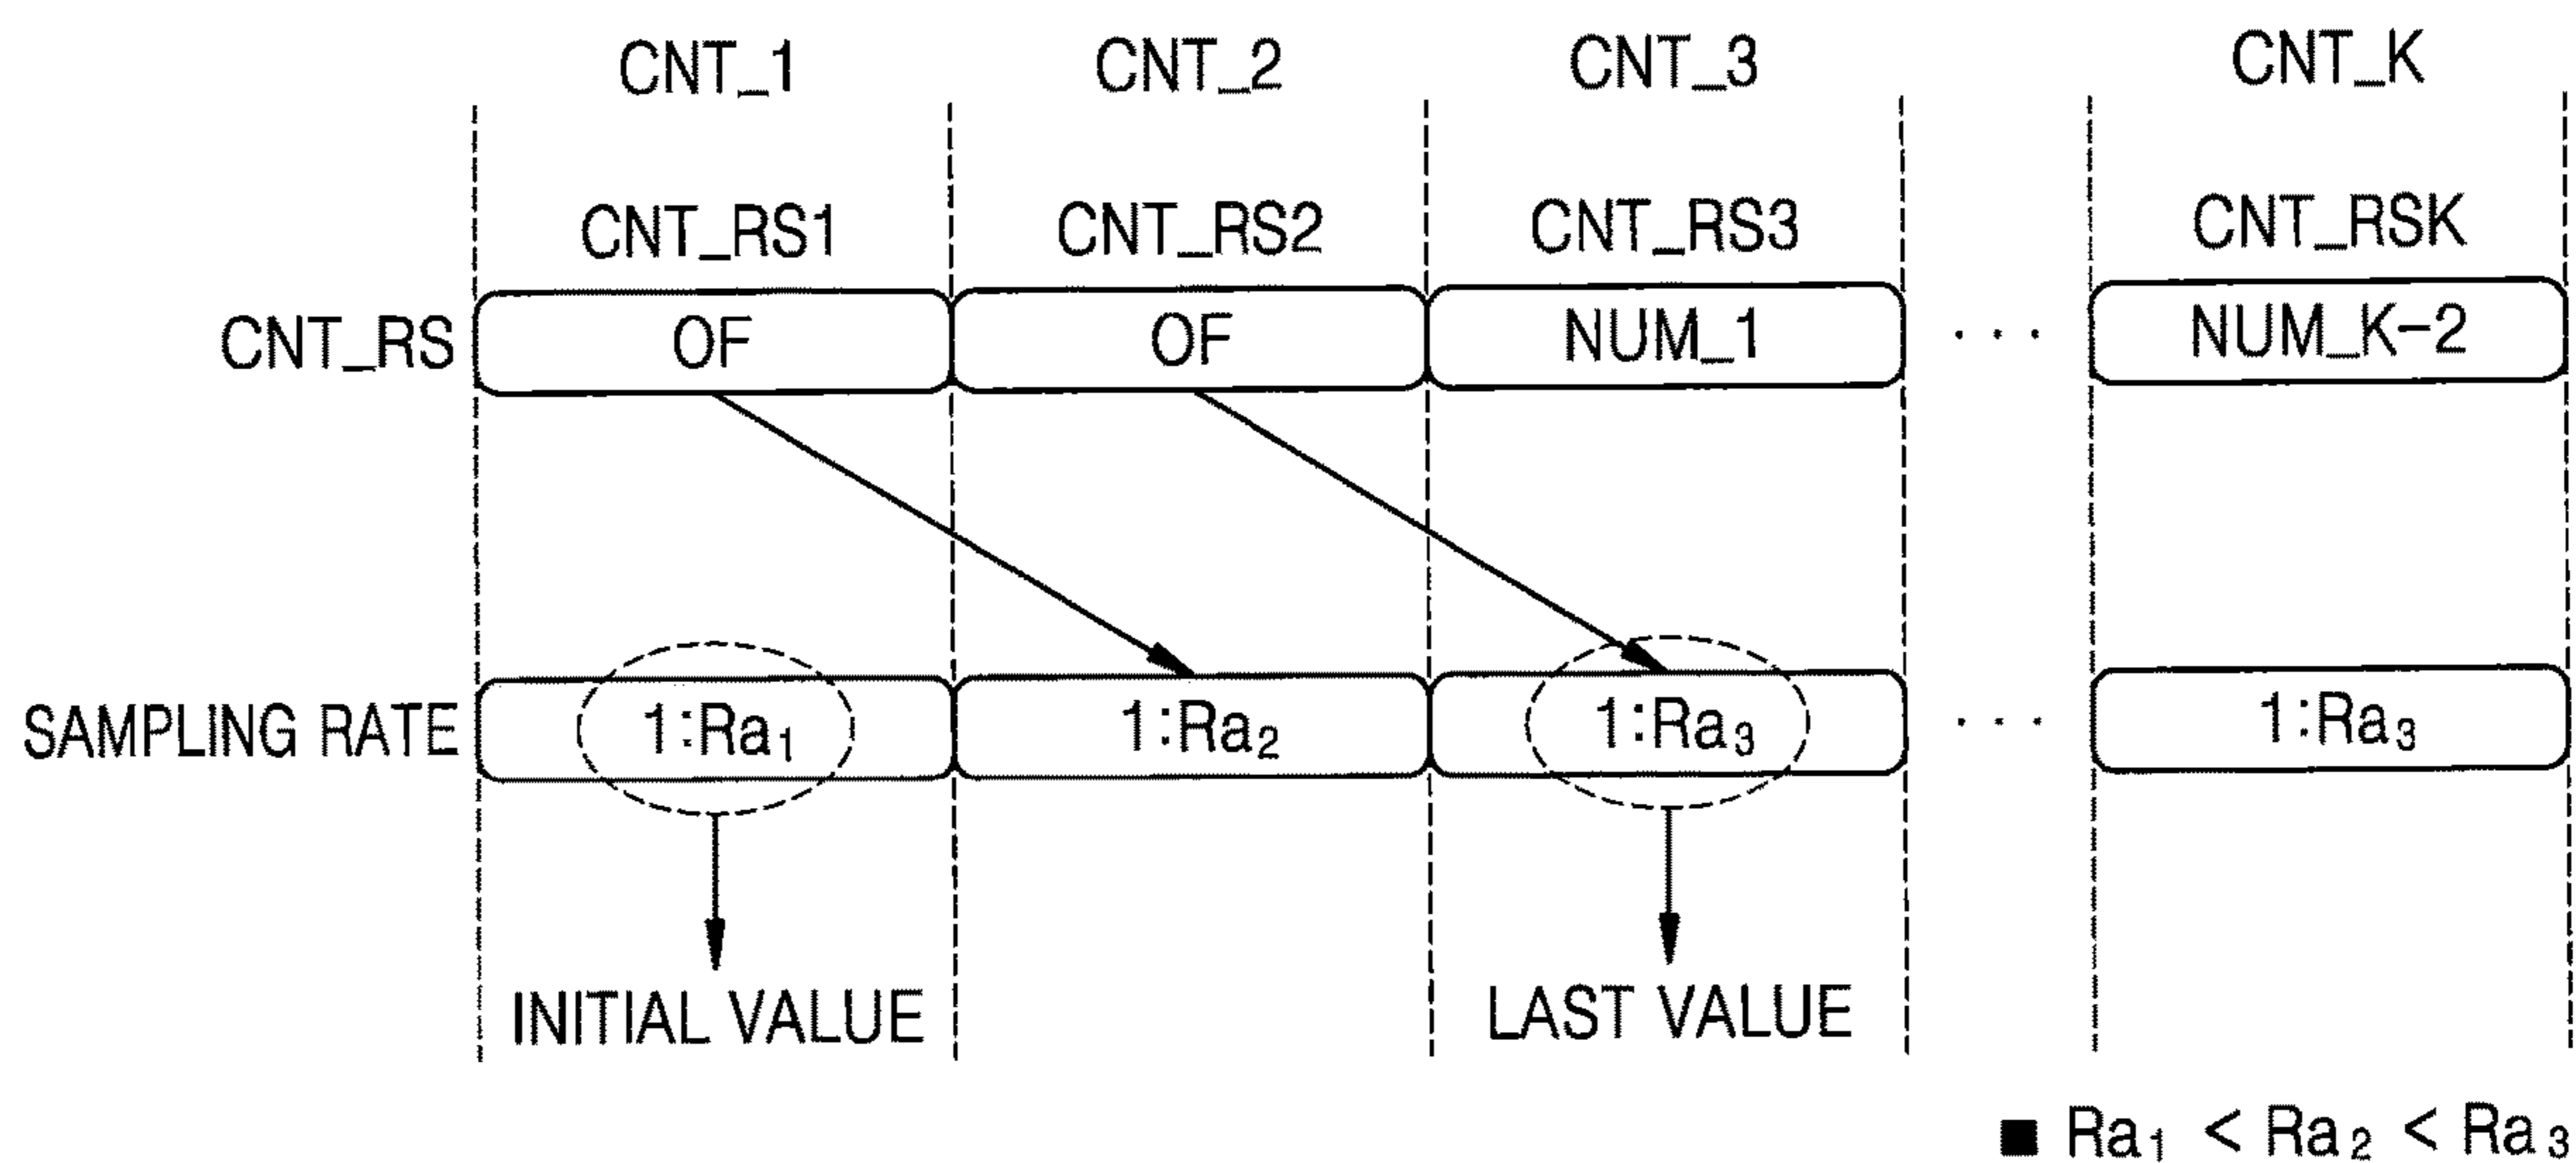 CNT_1 CNT_2 CNT_3 CNT_K
CNT_RS1 CNT_RS2 CNT_RS3 CNT_RSK
CNT_RS OF OF NUM_1 · · · NUM_K-2
SAMPLING RATE 1:Ra₁ 1:Ra₂ 1:Ra₃ · · · 1:Ra₃
INITIAL VALUE LAST VALUE
■ Ra₁ < Ra₂ < Ra₃